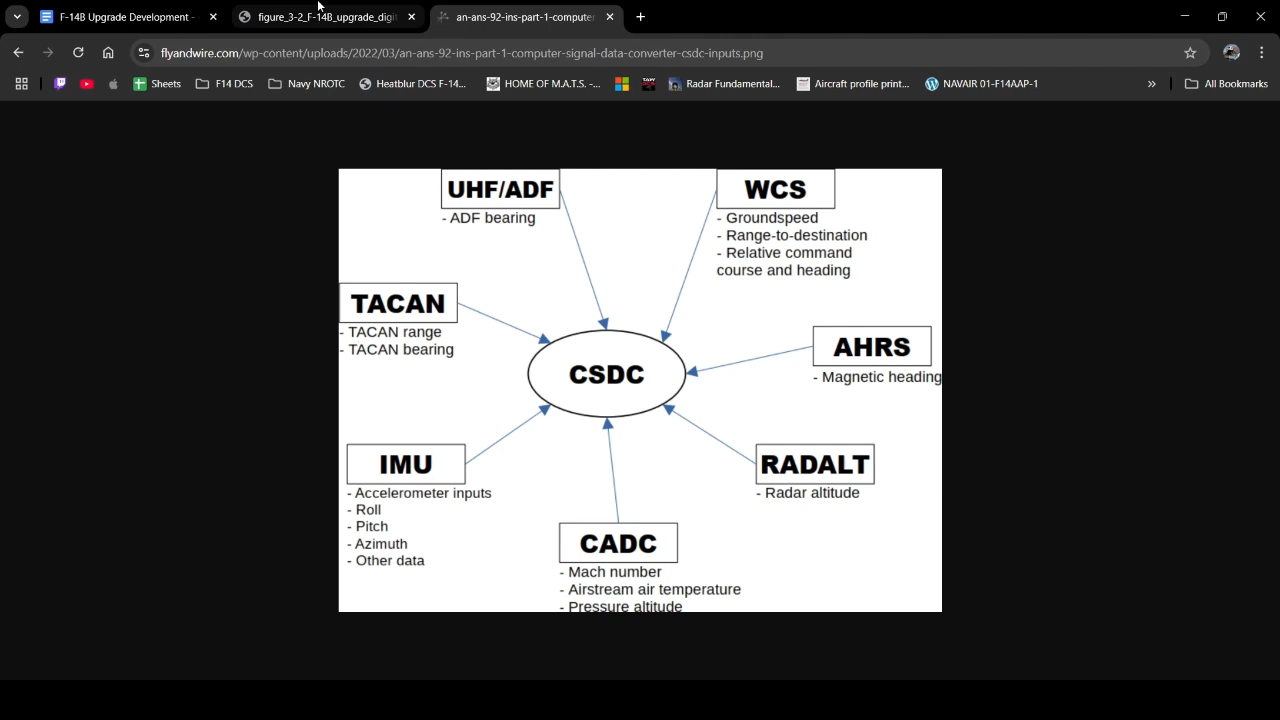 F-14B Upgrade Development -
figure_3-2_F-14B_upgrade_digit
an-ans-92-ins-part-1-computer
flyandwire.com/wp-content/uploads/2022/03/an-ans-92-ins-part-1-computer-signal-data-converter-csdc-inputs.png
Sheets
F14 DCS
Navy NROTC
Heatblur DCS F-14...
HOME OF M.A.T.S. -...
Radar Fundamental...
Aircraft profile print...
NAVAIR 01-F14AAP-1
All Bookmarks
UHF/ADF
- ADF bearing
WCS
- Groundspeed
- Range-to-destination
- Relative command
course and heading
TACAN
- TACAN range
- TACAN bearing
AHRS
- Magnetic heading
CSDC
IMU
- Accelerometer inputs
- Roll
- Pitch
- Azimuth
- Other data
RADALT
- Radar altitude
CADC
- Mach number
- Airstream air temperature
- Pressure altitude